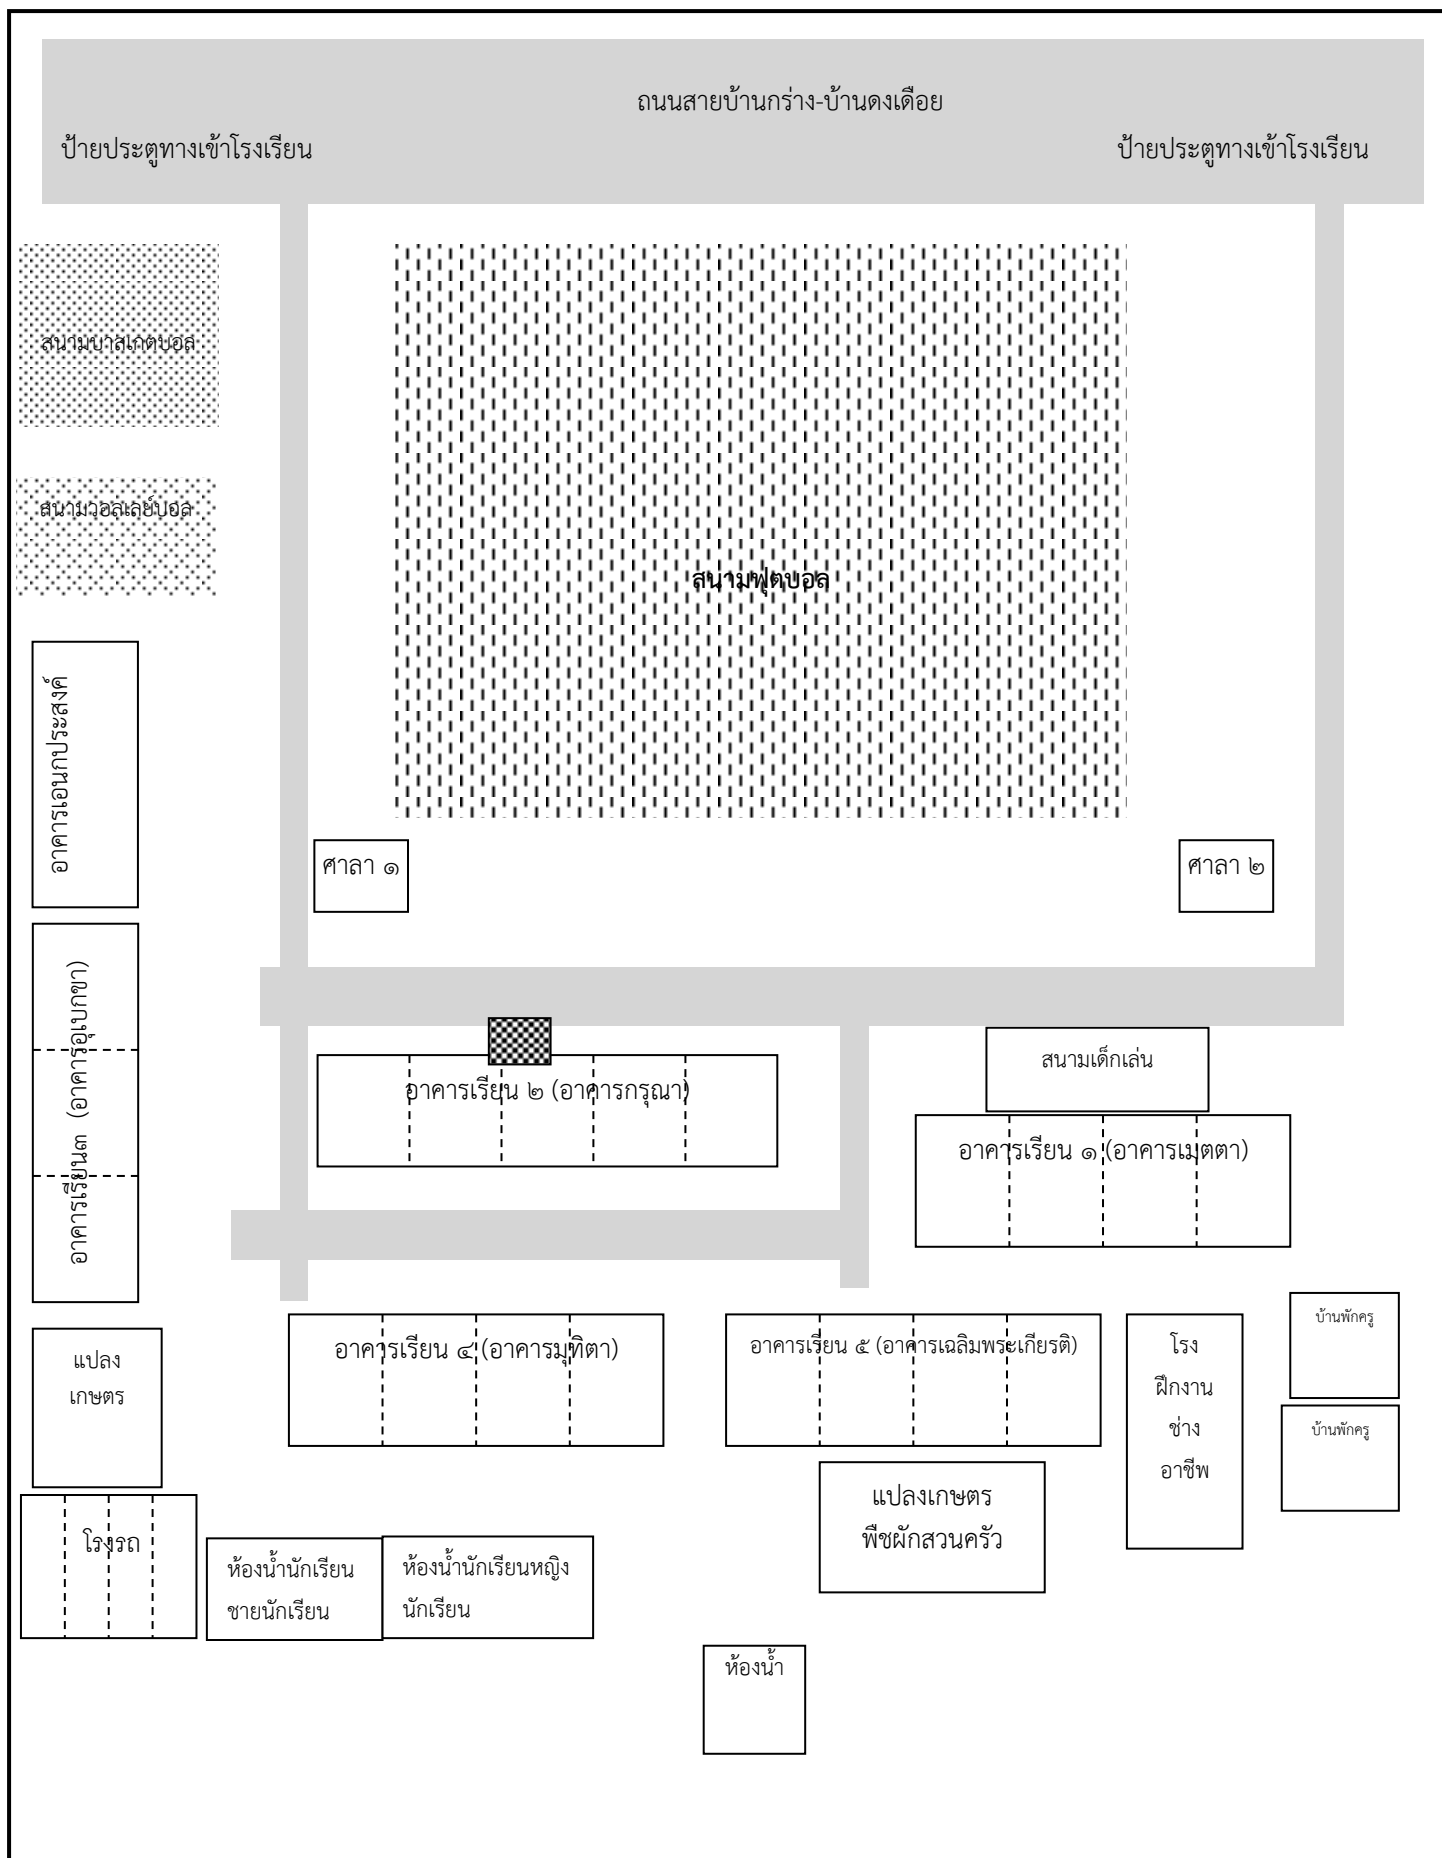 ถนนสายบ้านกร่าง-บ้านดงเดือย
ป้ายประตูทางเข้าโรงเรียน
ป้ายประตูทางเข้าโรงเรียน
สนามบาสเกตบอล
สนามวอลเลย์บอล
สนามฟุตบอล
อาคารเอนกประสงค์
ศาลา ๑
ศาลา ๒
อาคารเรียน๓ (อาคารอุเบกขา)
สนามเด็กเล่น
อาคารเรียน ๒ (อาคารกรุณา)
อาคารเรียน ๑ (อาคารเมตตา)
แปลง
เกษตร
อาคารเรียน ๔ (อาคารมุทิตา)
อาคารเรียน ๕ (อาคารเฉลิมพระเกียรติ)
โรง
ฝึกงาน
ช่าง
อาชีพ
บ้านพักครู
บ้านพักครู
แปลงเกษตร
พืชผักสวนครัว
โรงรถ
ห้องน้ำนักเรียน
ชายนักเรียน
ห้องน้ำนักเรียนหญิง
นักเรียน
ห้องน้ำ